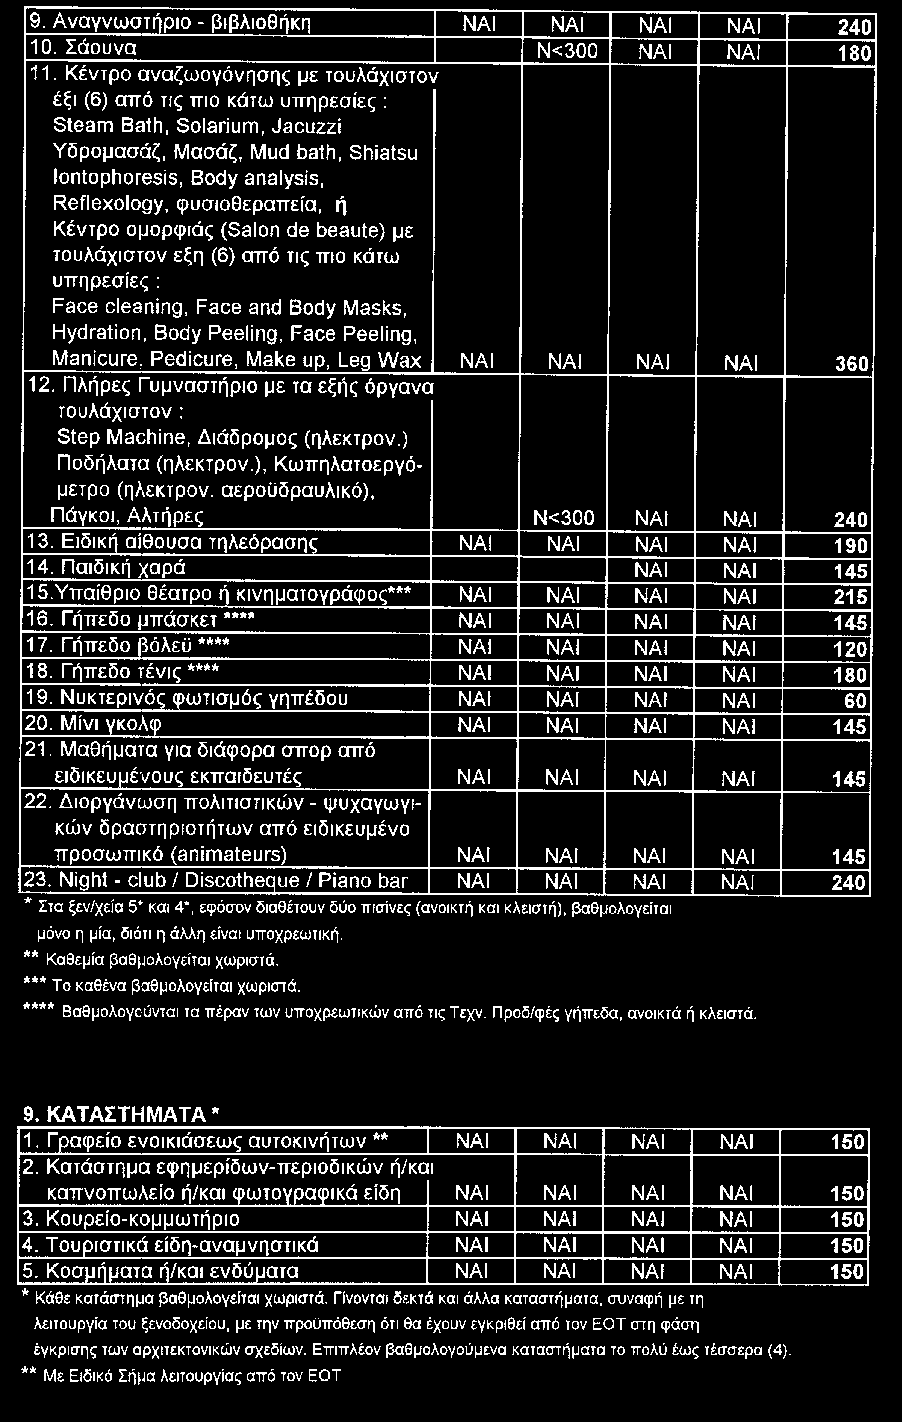 9. Αναγνωστήριο - βιβλιοθήκη ΝΑΙ ΝΑΙ ΝΑΙ ΝΑΙ 240
10. Σάουνα Ν<300 ΝΑΙ ΝΑΙ 180
11. Κέντρο αναζωογόνησης με τουλάχιστον
έξι (6) από τις πιο κάτω υπηρεσίες :
Steam Bath, Solarium, Jacuzzi
Υδρομασάζ, Μασάζ, Mud bath, Shiatsu
Iontophoresis, Body analysis,
Reflexology, φυσιοθεραπεία, ή
Κέντρο ομορφιάς (Salon de beaute) με
τουλάχιστον εξη (6) από τις πιο κάτω
υπηρεσίες :
Face cleaning, Face and Body Masks,
Hydration, Body Peeling, Face Peeling,
Manicure, Pedicure, Make up, Leg Wax ΝΑΙ ΝΑΙ ΝΑΙ ΝΑΙ 360
12. Πλήρες Γυμναστήριο με τα εξής όργανα
τουλάχιστον :
Step Machine, Διάδρομος (ηλεκτρον.)
Ποδήλατα (ηλεκτρον.), Κωπηλατοεργό-
μετρο (ηλεκτρον. αεροϋδραυλικό),
Πάγκοι, Αλτήρες Ν<300 ΝΑΙ ΝΑΙ 240
13. Ειδική αίθουσα τηλεόρασης ΝΑΙ ΝΑΙ ΝΑΙ ΝΑΙ 190
14. Παιδική χαρά ΝΑΙ ΝΑΙ 145
15.Υπαίθριο θέατρο ή κινηματογράφος*** ΝΑΙ ΝΑΙ ΝΑΙ ΝΑΙ 215
16. Γήπεδο μπάσκετ **** ΝΑΙ ΝΑΙ ΝΑΙ ΝΑΙ 145
17. Γήπεδο βόλεϋ **** ΝΑΙ ΝΑΙ ΝΑΙ ΝΑΙ 120
18. Γήπεδο τένις **** ΝΑΙ ΝΑΙ ΝΑΙ ΝΑΙ 180
19. Νυκτερινός φωτισμός γηπέδου ΝΑΙ ΝΑΙ ΝΑΙ ΝΑΙ 60
20. Μίνι γκολφ ΝΑΙ ΝΑΙ ΝΑΙ ΝΑΙ 145
21. Μαθήματα για διάφορα σπορ από
ειδικευμένους εκπαιδευτές ΝΑΙ ΝΑΙ ΝΑΙ ΝΑΙ 145
22. Διοργάνωση πολιτιστικών - ψυχαγωγι-
κών δραστηριοτήτων από ειδικευμένο
προσωπικό (animateurs) ΝΑΙ ΝΑΙ ΝΑΙ ΝΑΙ 145
23. Night - club / Discotheque / Piano bar ΝΑΙ ΝΑΙ ΝΑΙ ΝΑΙ 240
* Στα ξεν/χεία 5* και 4*, εφόσον διαθέτουν δύο πισίνες (ανοικτή και κλειστή), βαθμολογείται
μόνο η μία, διότι η άλλη είναι υποχρεωτική.
** Καθεμία βαθμολογείται χωριστά.
*** Το καθένα βαθμολογείται χωριστά.
**** Βαθμολογούνται τα πέραν των υποχρεωτικών από τις Τεχν. Προδ/φές γήπεδα, ανοικτά ή κλειστά.
9. ΚΑΤΑΣΤΗΜΑΤΑ *
1. Γραφείο ενοικιάσεως αυτοκινήτων ** ΝΑΙ ΝΑΙ ΝΑΙ ΝΑΙ 150
2. Κατάστημα εφημερίδων-περιοδικών ή/και
καπνοπωλείο ή/και φωτογραφικά είδη ΝΑΙ ΝΑΙ ΝΑΙ ΝΑΙ 150
3. Κουρείο-κομμωτήριο ΝΑΙ ΝΑΙ ΝΑΙ ΝΑΙ 150
4. Τουριστικά είδη-αναμνηστικά ΝΑΙ ΝΑΙ ΝΑΙ ΝΑΙ 150
5. Κοσμήματα ή/και ενδύματα ΝΑΙ ΝΑΙ ΝΑΙ ΝΑΙ 150
* Κάθε κατάστημα βαθμολογείται χωριστά. Γίνονται δεκτά και άλλα καταστήματα, συναφή με τη
λειτουργία του ξενοδοχείου, με την προϋπόθεση ότι θα έχουν εγκριθεί από τον ΕΟΤ στη φάση
έγκρισης των αρχιτεκτονικών σχεδίων. Επιπλέον βαθμολογούμενα καταστήματα το πολύ έως τέσσερα (4).
** Με Ειδικό Σήμα λειτουργίας από τον ΕΟΤ